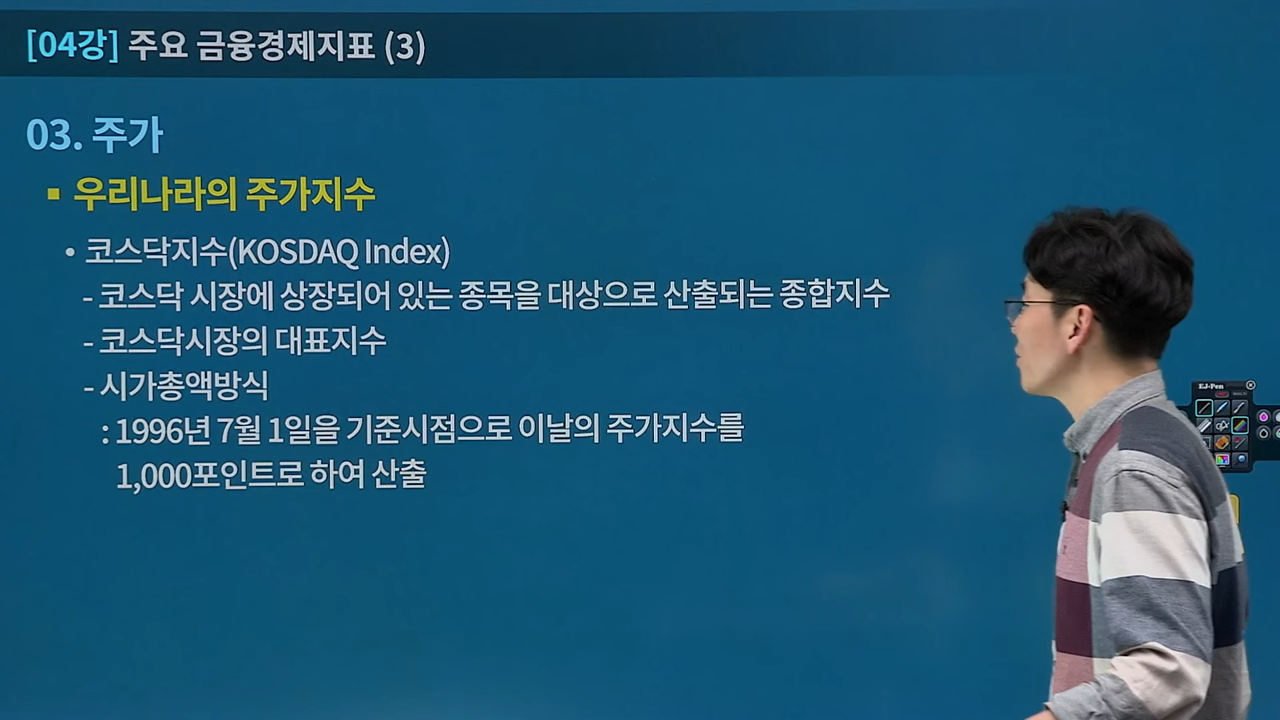 [04강] 주요 금융경제지표 (3)
03. 주가
▪ 우리나라의 주가지수
• 코스닥지수(KOSDAQ Index)
- 코스닥 시장에 상장되어 있는 종목을 대상으로 산출되는 종합지수
- 코스닥시장의 대표지수
- 시가총액방식
: 1996년 7월 1일을 기준시점으로 이날의 주가지수를
1,000포인트로 하여 산출
EJ-Pen